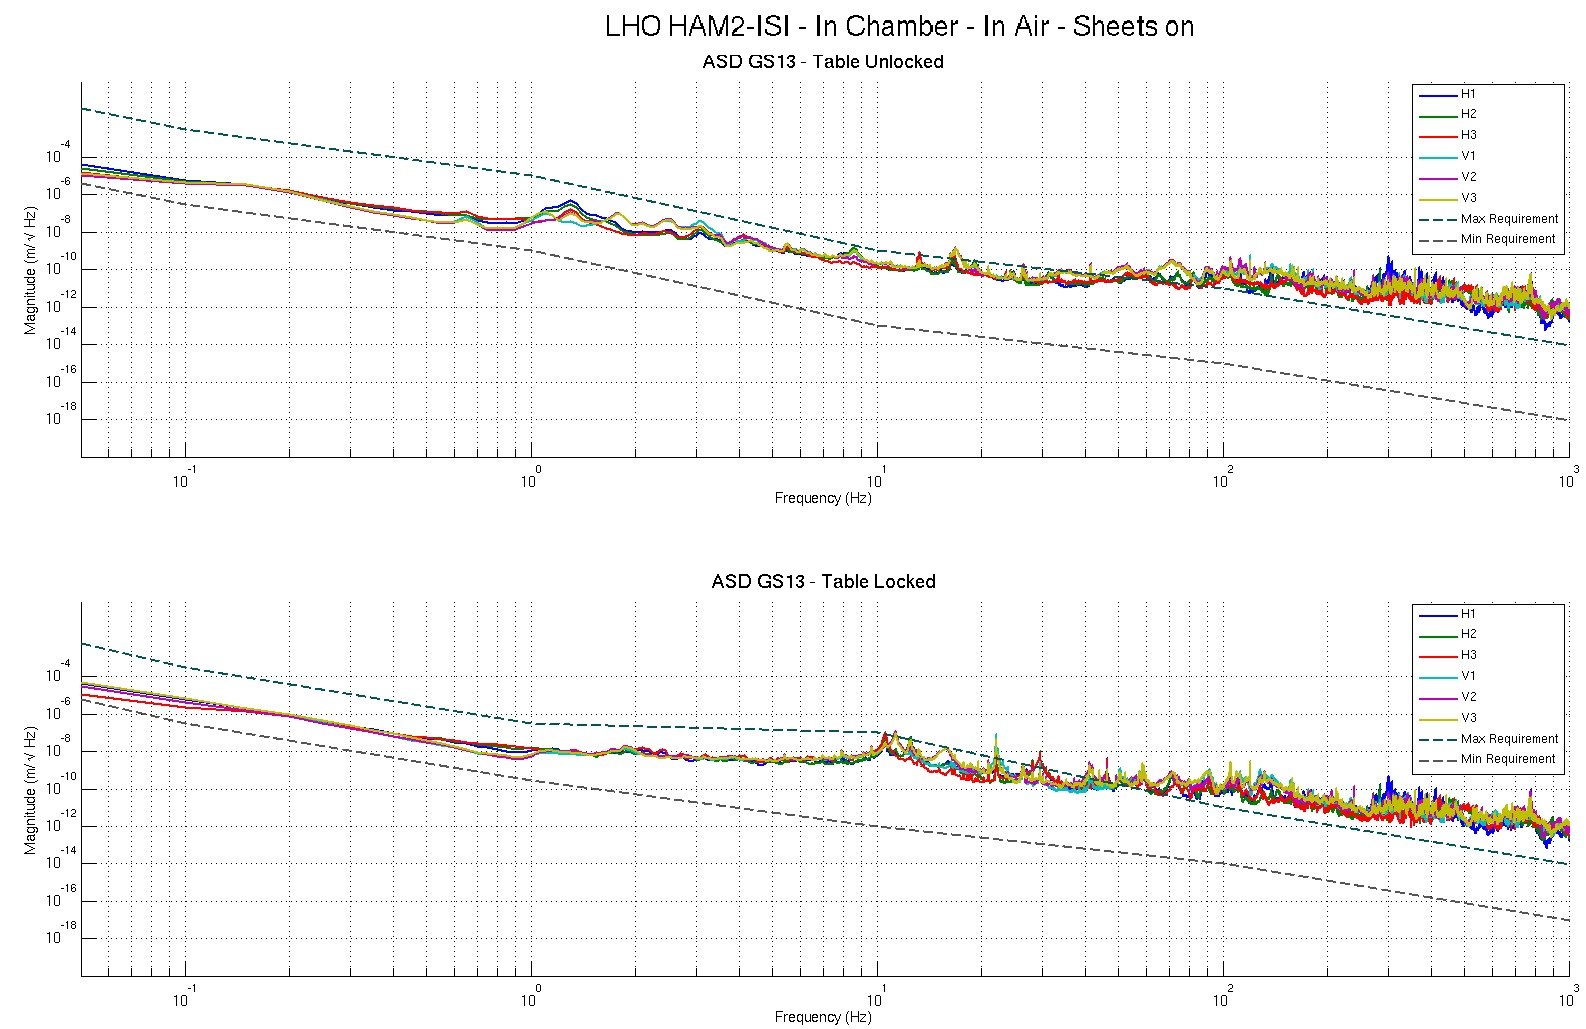 LHO HAM2-ISI - In Chamber - In Air - Sheets on
ASD GS13 - Table Unlocked
Magnitude (m/ √ Hz)
10^-4
10^-6
10^-8
10^-10
10^-12
10^-14
10^-16
10^-18
H1
H2
H3
V1
V2
V3
Max Requirement
Min Requirement
10^-1
10^0
10^1
10^2
10^3
Frequency (Hz)
ASD GS13 - Table Locked
Magnitude (m/ √ Hz)
10^-4
10^-6
10^-8
10^-10
10^-12
10^-14
10^-16
10^-18
H1
H2
H3
V1
V2
V3
Max Requirement
Min Requirement
10^-1
10^0
10^1
10^2
10^3
Frequency (Hz)